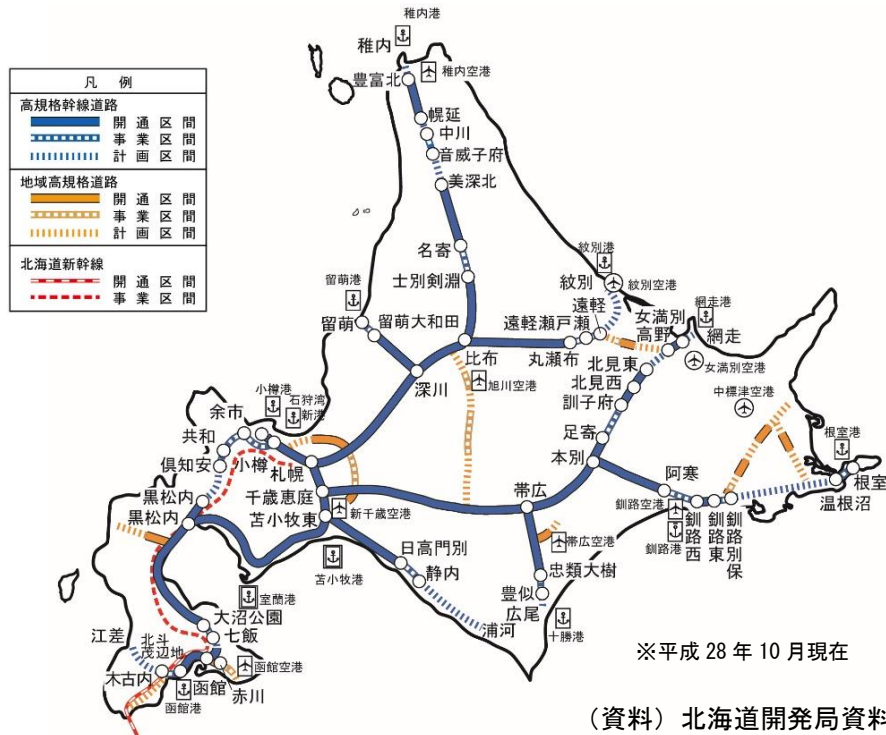 凡 例
高規格幹線道路
開 通 区 間
事 業 区 間
計 画 区 間
地域高規格道路
開 通 区 間
事 業 区 間
計 画 区 間
北海道新幹線
開 通 区 間
事 業 区 間
稚内港
稚内
稚内空港
豊富北
幌延
中川
音威子府
美深北
名寄
士別剣淵
紋別港
紋別
紋別空港
留萌港
留萌
留萌大和田
遠軽瀬戸瀬
遠軽
女満別
高野
網走港
網走
比布
丸瀬布
北見東
女満別空港
深川
旭川空港
北見西
訓子府
中標津空港
小樽港
石狩湾
新港
余市
共和
倶知安
小樽
札幌
足寄
本別
根室港
根室
温根沼
黒松内
黒松内
千歳恵庭
苫小牧東
新千歳空港
帯広
阿寒
釧路空港
釧路港
釧路西
釧路東
釧路別保
苫小牧港
日高門別
静内
浦河
帯広空港
忠類大樹
豊似
広尾
十勝港
室蘭港
大沼公園
七飯
江差
北斗
茂辺地
木古内
函館
函館港
赤川
函館空港
※平成 28 年 10 月現在
（資料）北海道開発局資料